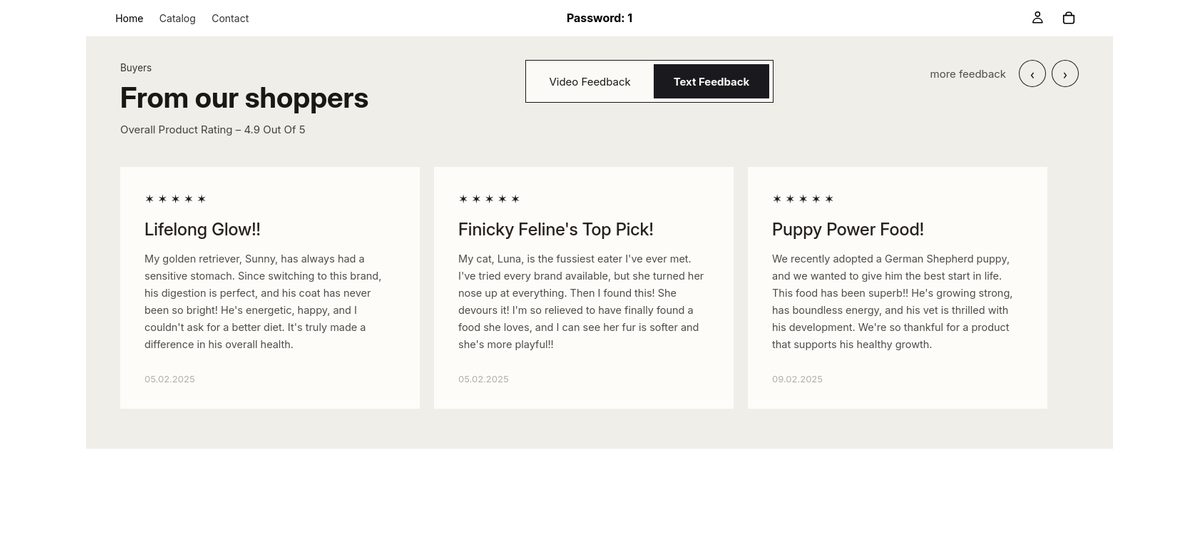 Home Catalog Contact
Password: 1
Buyers
From our shoppers
Overall Product Rating – 4.9 Out Of 5
Video Feedback Text Feedback
more feedback ‹ ›
✶ ✶ ✶ ✶ ✶
Lifelong Glow!!
My golden retriever, Sunny, has always had a
sensitive stomach. Since switching to this brand,
his digestion is perfect, and his coat has never
been so bright! He's energetic, happy, and I
couldn't ask for a better diet. It's truly made a
difference in his overall health.
05.02.2025
✶ ✶ ✶ ✶ ✶
Finicky Feline's Top Pick!
My cat, Luna, is the fussiest eater I've ever met.
I've tried every brand available, but she turned her
nose up at everything. Then I found this! She
devours it! I'm so relieved to have finally found a
food she loves, and I can see her fur is softer and
she's more playful!!
05.02.2025
✶ ✶ ✶ ✶ ✶
Puppy Power Food!
We recently adopted a German Shepherd puppy,
and we wanted to give him the best start in life.
This food has been superb!! He's growing strong,
has boundless energy, and his vet is thrilled with
his development. We're so thankful for a product
that supports his healthy growth.
09.02.2025